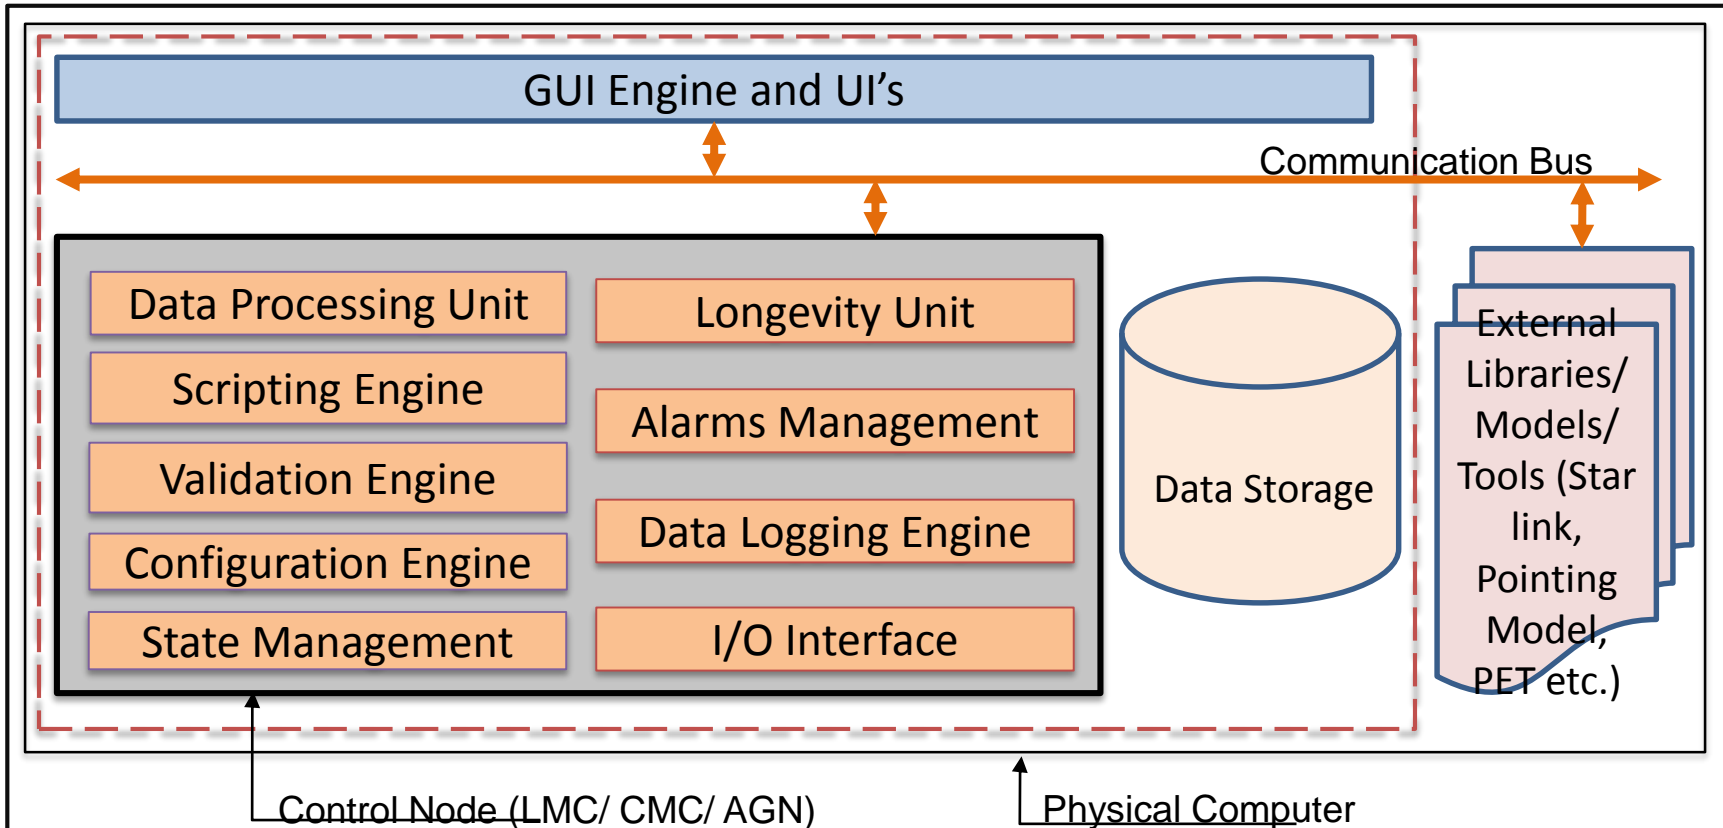 GUI Engine and UI's
Communication Bus
Data Processing Unit
Scripting Engine
Validation Engine
Configuration Engine
State Management
Longevity Unit
Alarms Management
Data Logging Engine
I/O Interface
Data Storage
External
Libraries/
Models/
Tools (Star
link,
Pointing
Model,
PET etc.)
Control Node (LMC/ CMC/ AGN)
Physical Computer